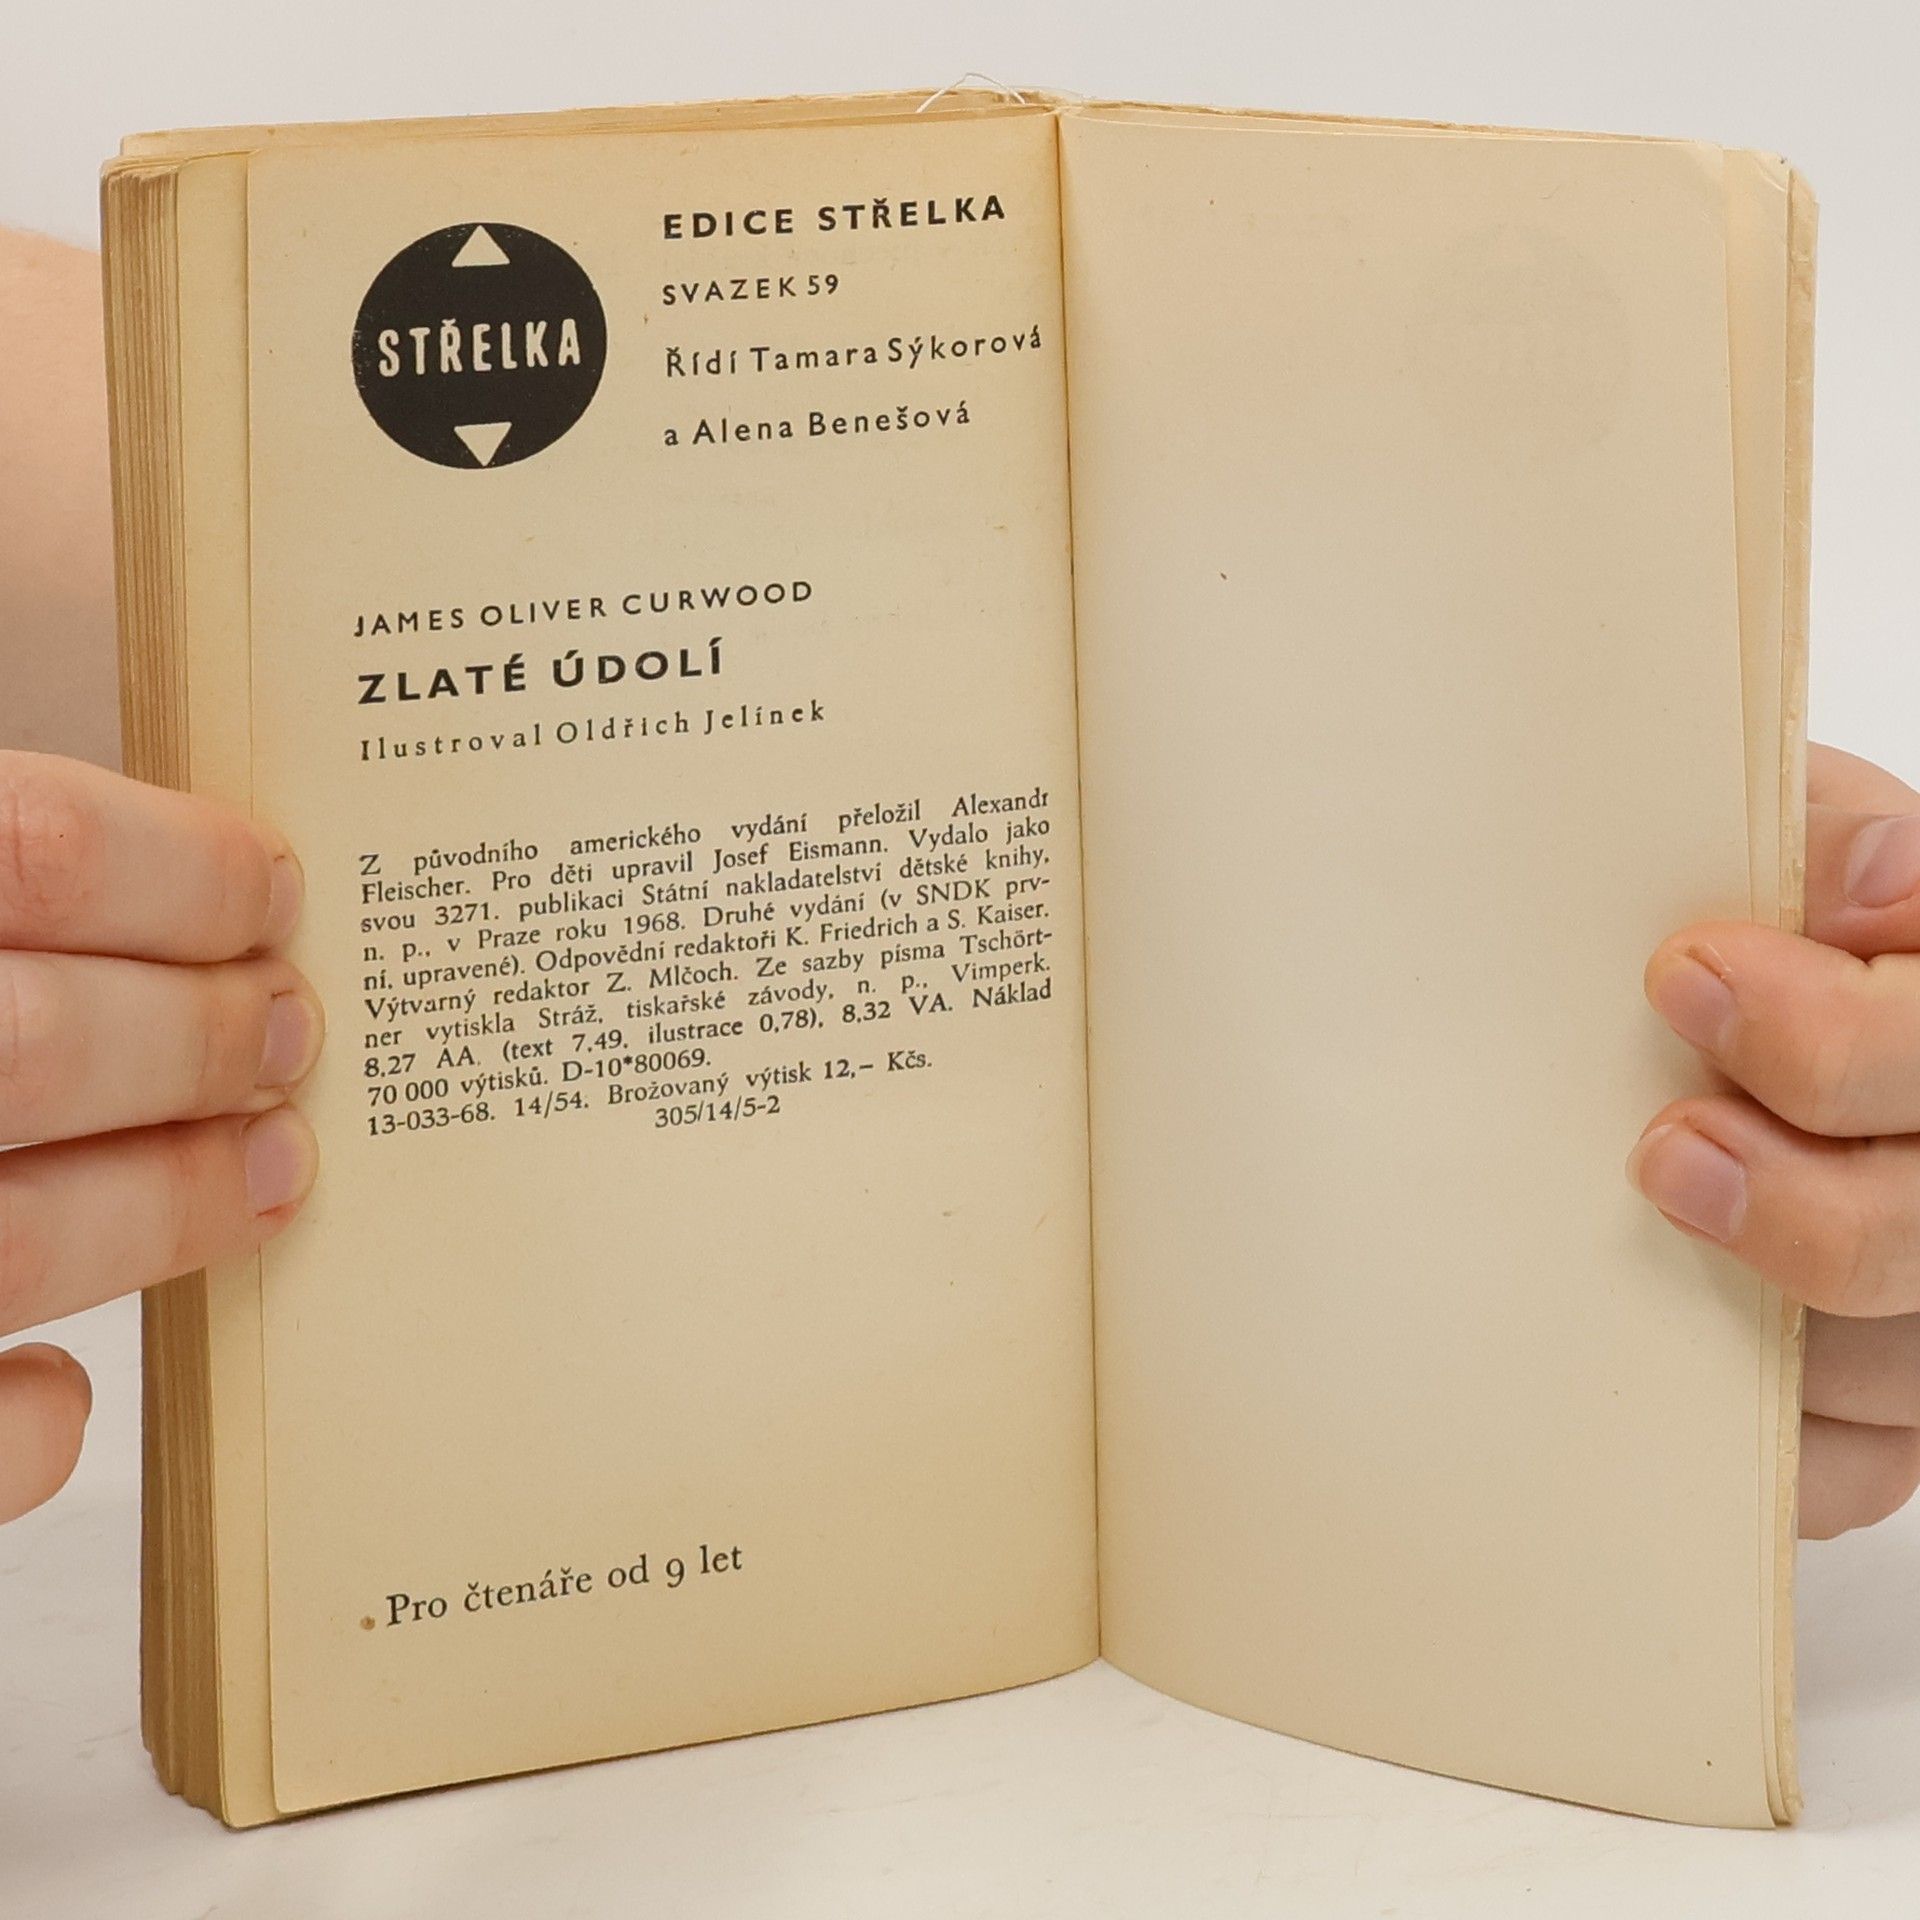 STŘELKA
EDICE STŘELKA
SVAZEK 59
Řídí Tamara Sýkorová
a Alena Benešová
JAMES OLIVER CURWOOD
ZLATÉ ÚDOLÍ
Ilustroval Oldřich Jelínek
Z původního amerického vydání přeložil Alexandr
Fleischer. Pro děti upravil Josef Eismann. Vydalo jako
svou 3271. publikaci Státní nakladatelství dětské knihy,
n. p., v Praze roku 1968. Druhé vydání (v SNDK prv-
ní, upravené). Odpovědní redaktoři K. Friedrich a S. Kaiser.
Výtvarný redaktor Z. Mlčoch. Ze sazby písma Tschört-
ner vytiskla Stráž, tiskařské závody, n. p., Vimperk.
8,27 AA. (text 7,49, ilustrace 0,78), 8,32 VA. Náklad
70 000 výtisků. D-10*80069.
13-033-68. 14/54. Brožovaný výtisk 12,– Kčs.
305/14/5-2
Pro čtenáře od 9 let